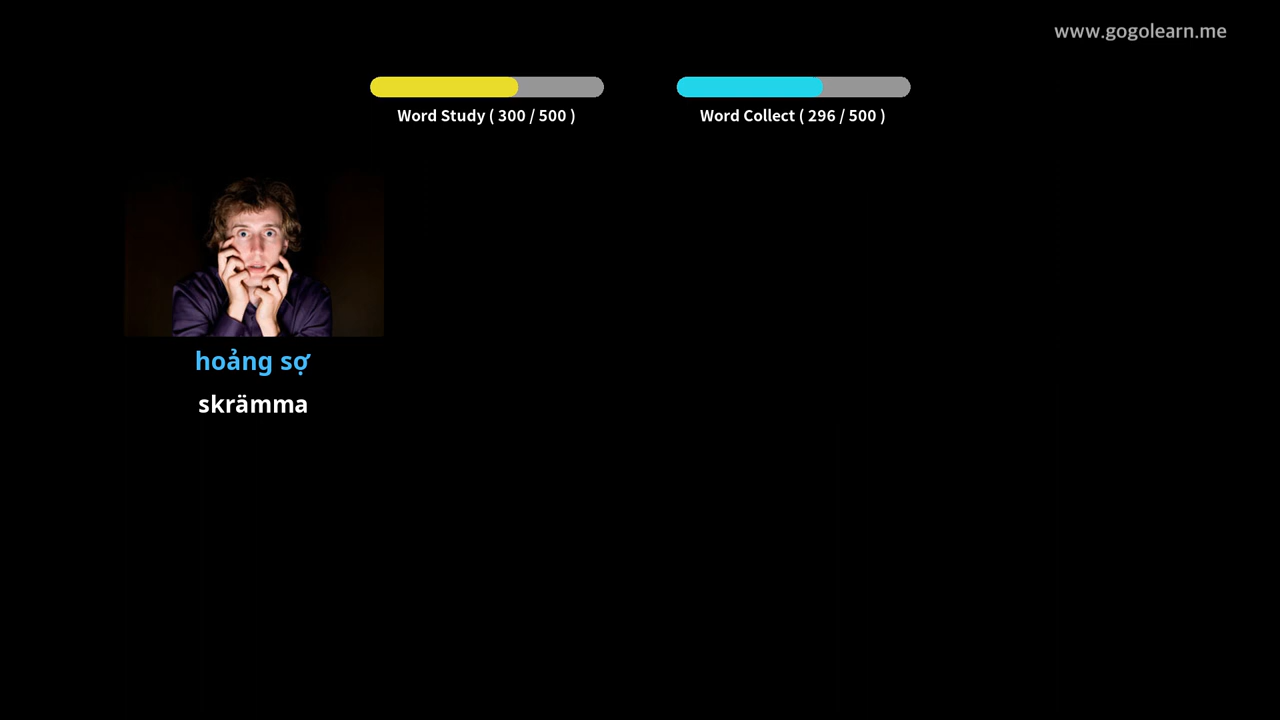 www.gogolearn.me
Word Study ( 300 / 500 )
Word Collect ( 296 / 500 )
hoảng sợ
skrämma